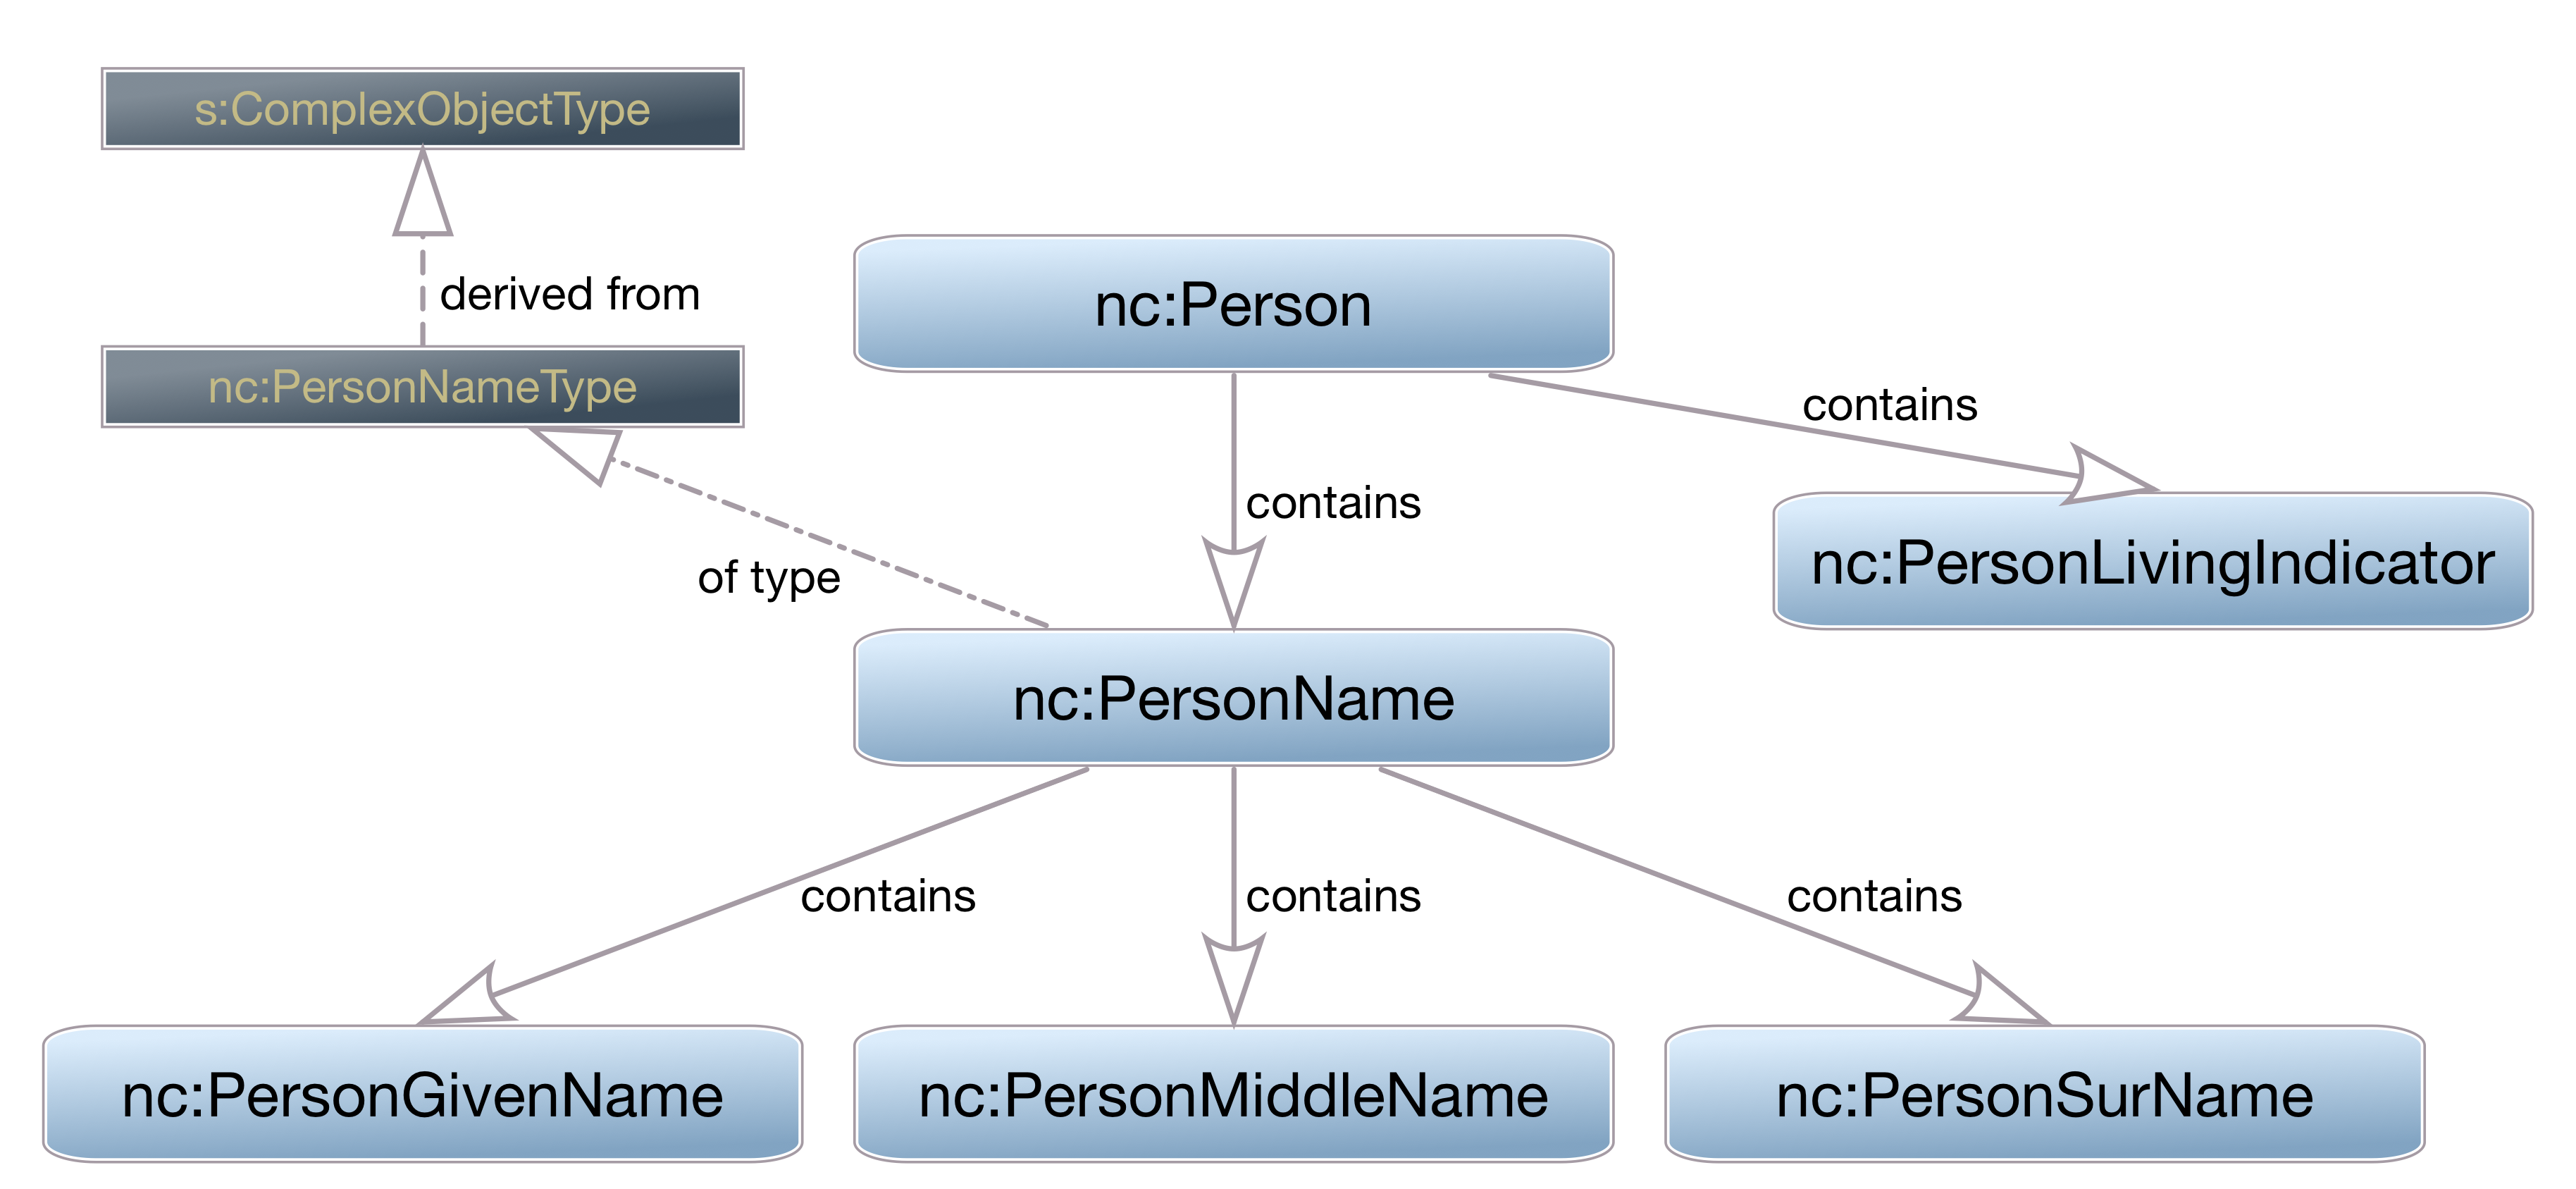 s:ComplexObjectType
derived from
nc:Person
nc:PersonNameType
contains
contains
nc:PersonLivingIndicator
of type
nc:PersonName
contains
contains
contains
nc:PersonGivenName
nc:PersonMiddleName
nc:PersonSurName